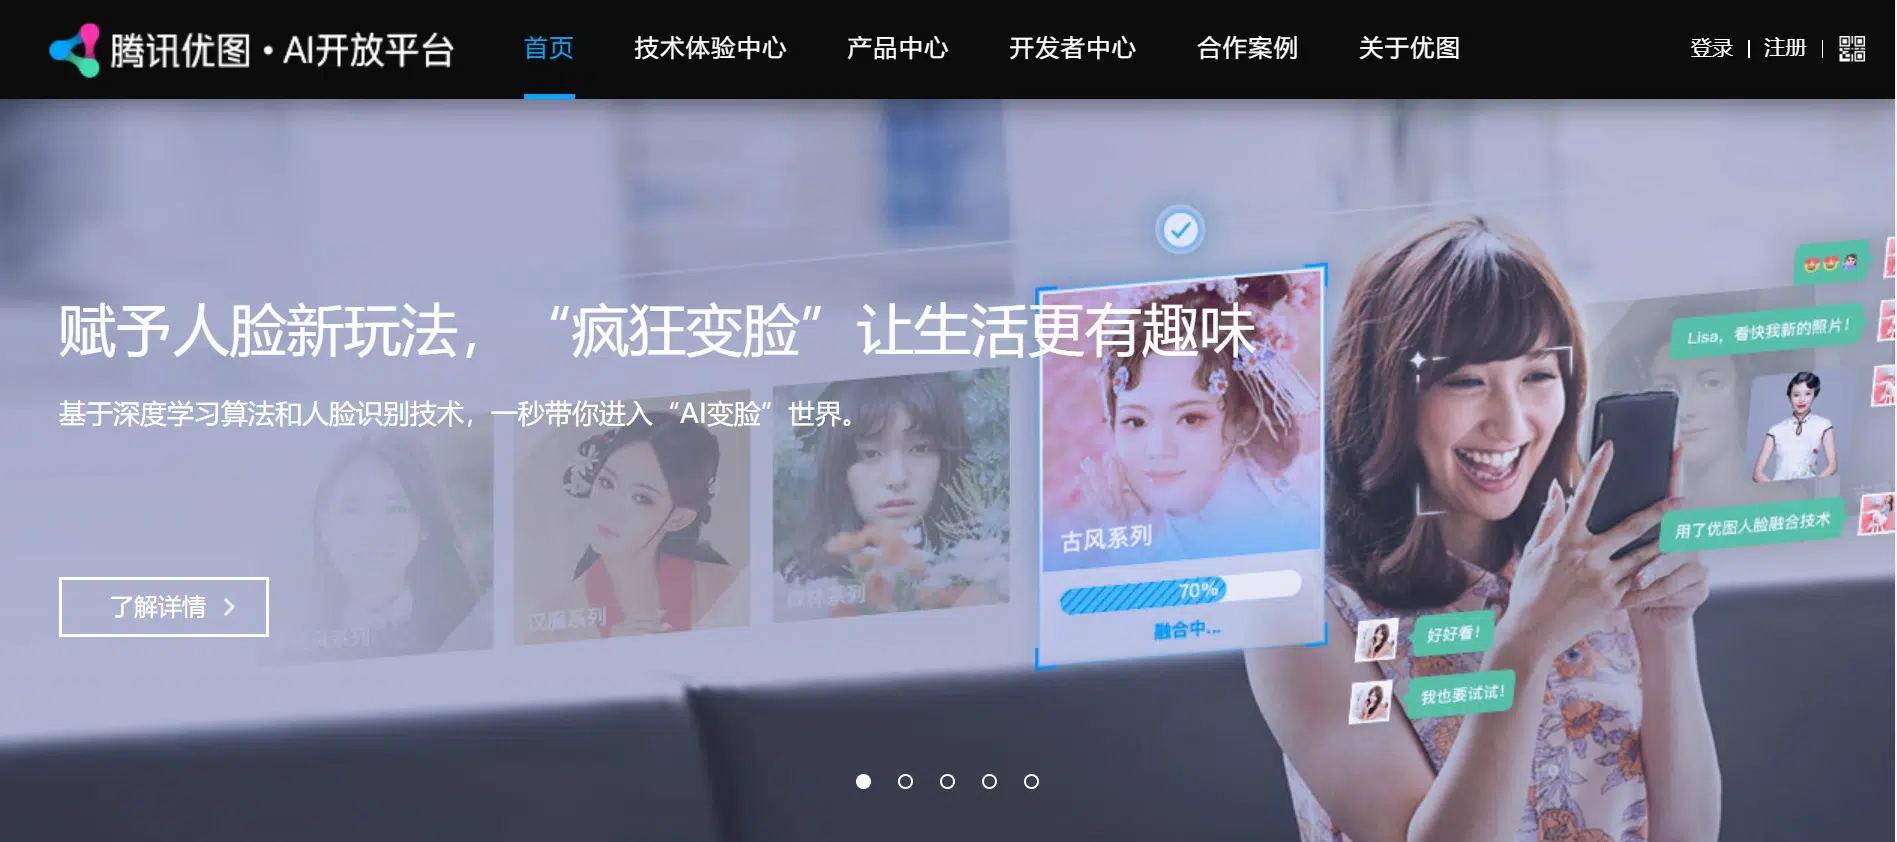 腾讯优图·AI开放平台
首页
技术体验中心
产品中心
开发者中心
合作案例
关于优图
登录
注册
赋予人脸新玩法，“疯狂变脸”让生活更有趣味
基于深度学习算法和人脸识别技术，一秒带你进入“AI变脸”世界。
Lisa，看快我新的照片！
古风系列
用了优图人脸融合技术
70%
汉服系列
森林系列
风系列
了解详情
融合中...
好好看！
我也要试试！